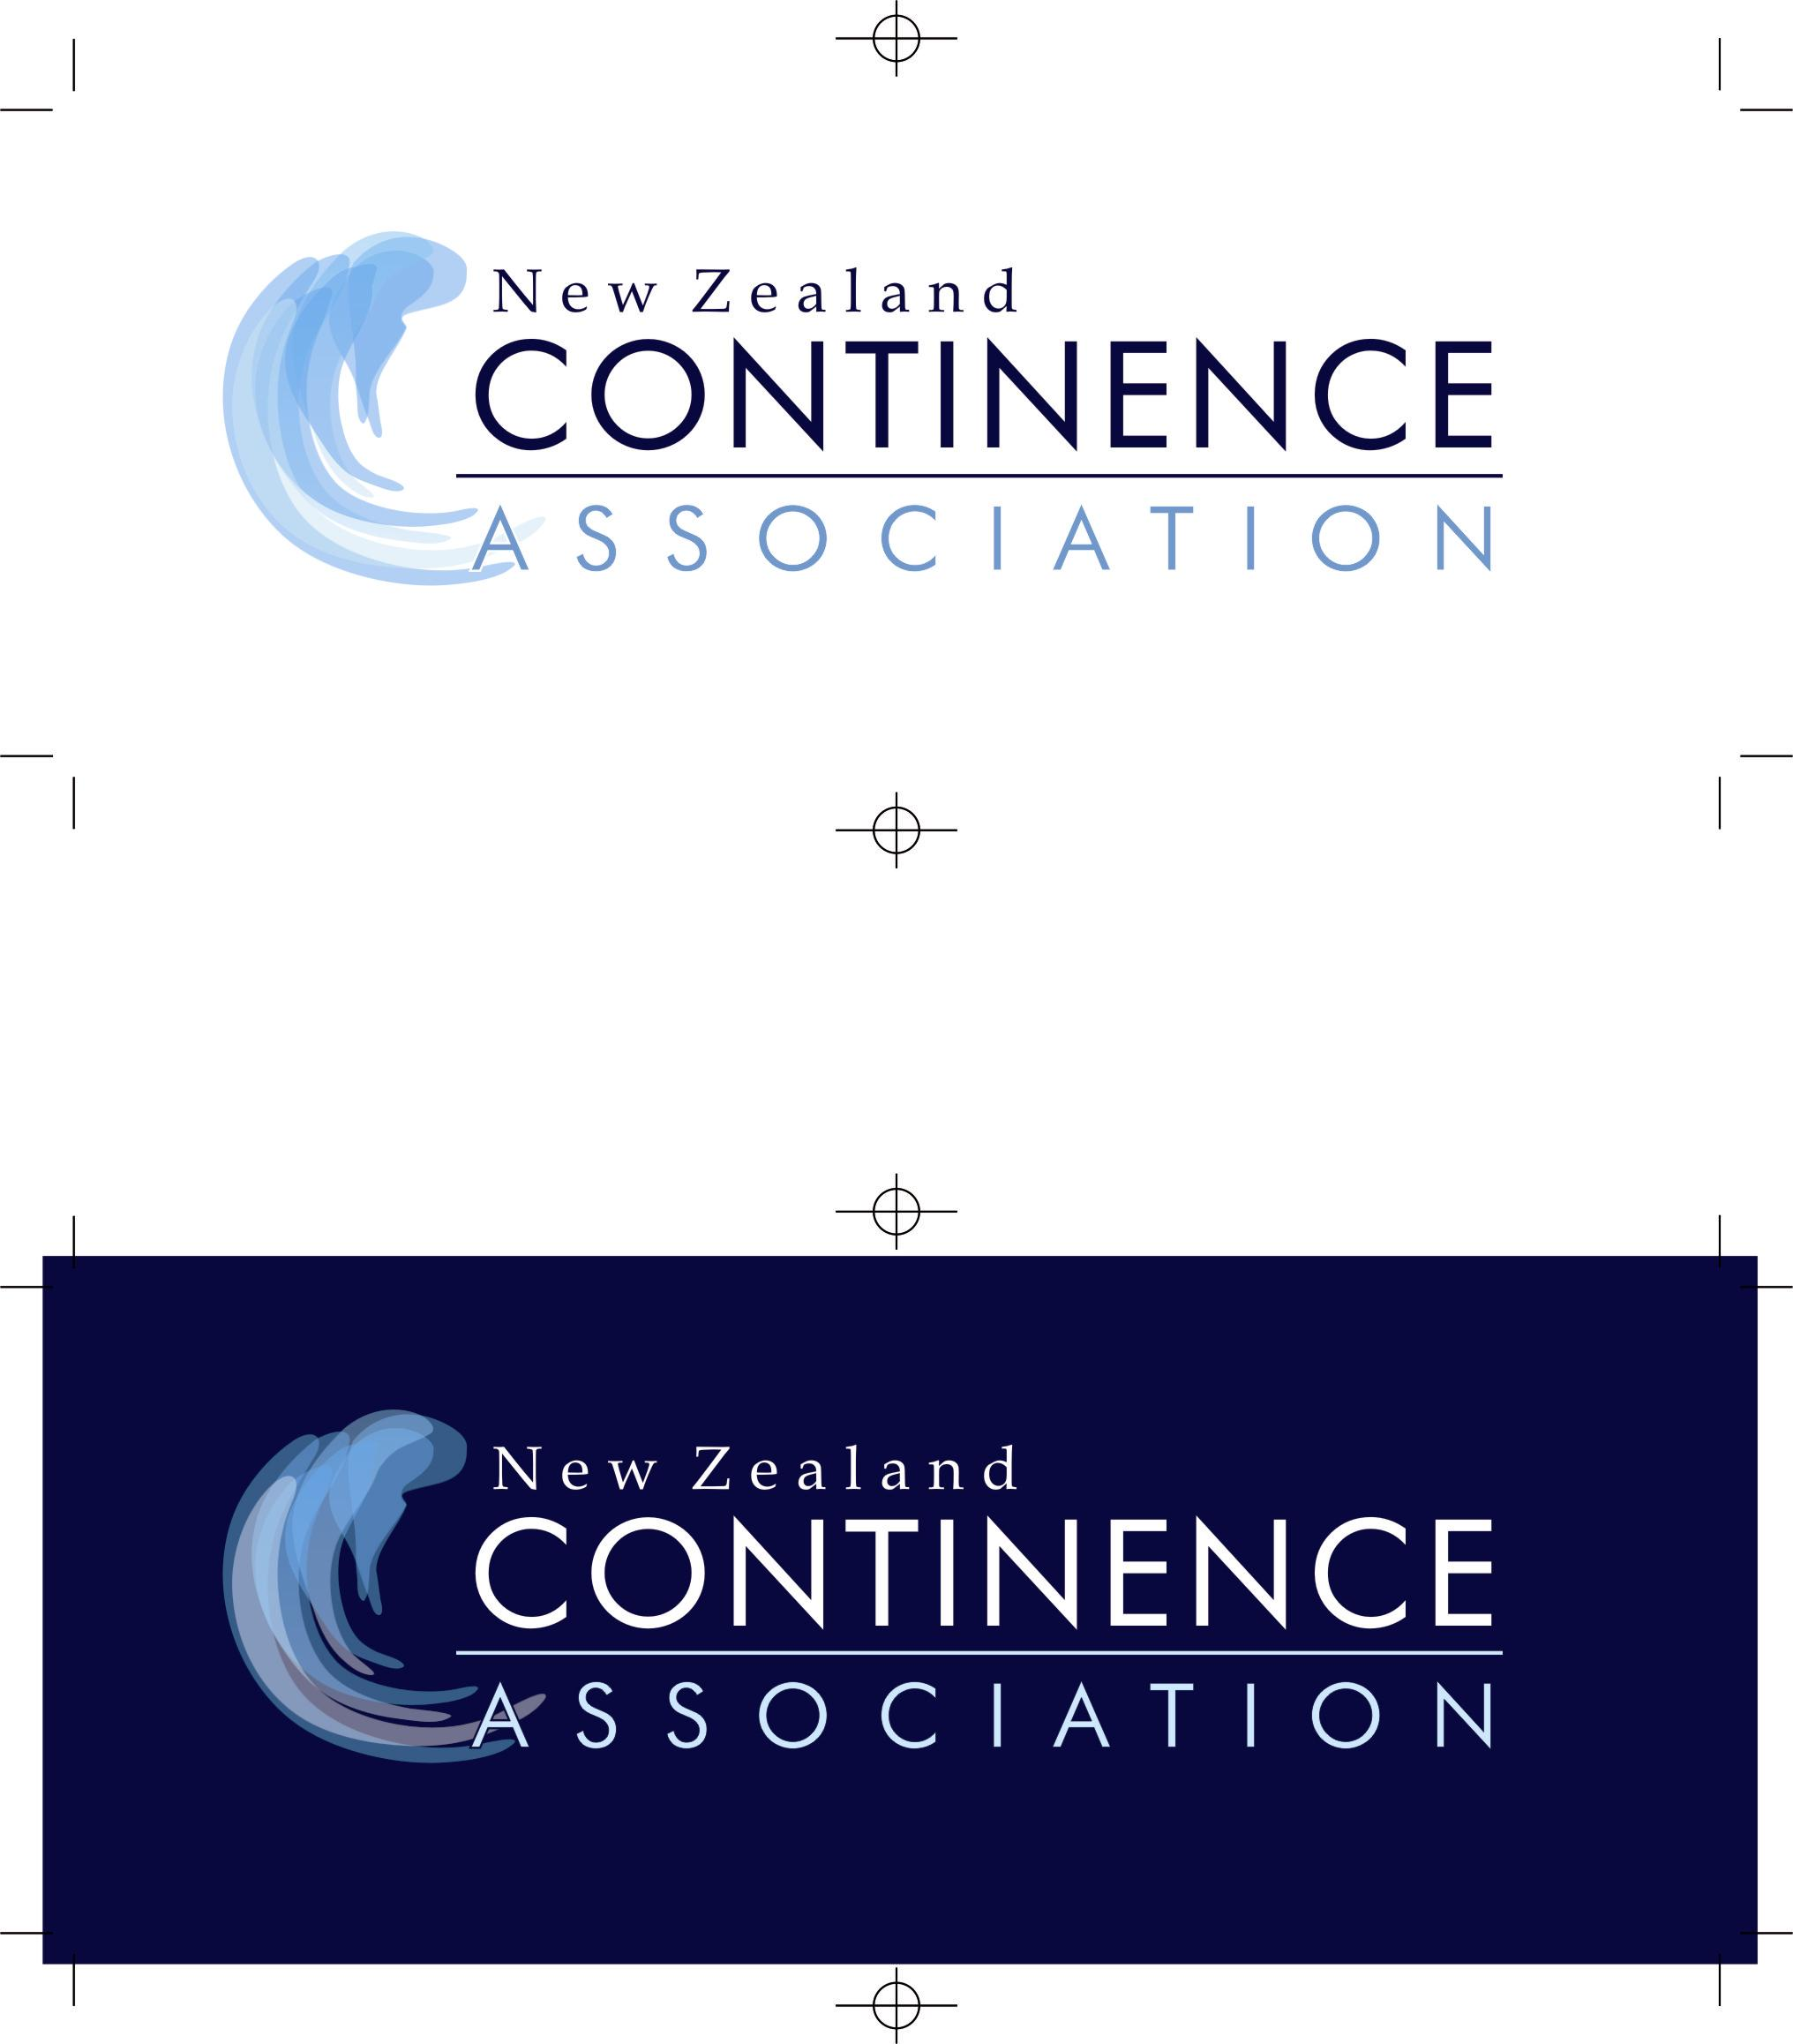 New Zealand
CONTINENCE
ASSOCIATION
New Zealand
CONTINENCE
ASSOCIATION